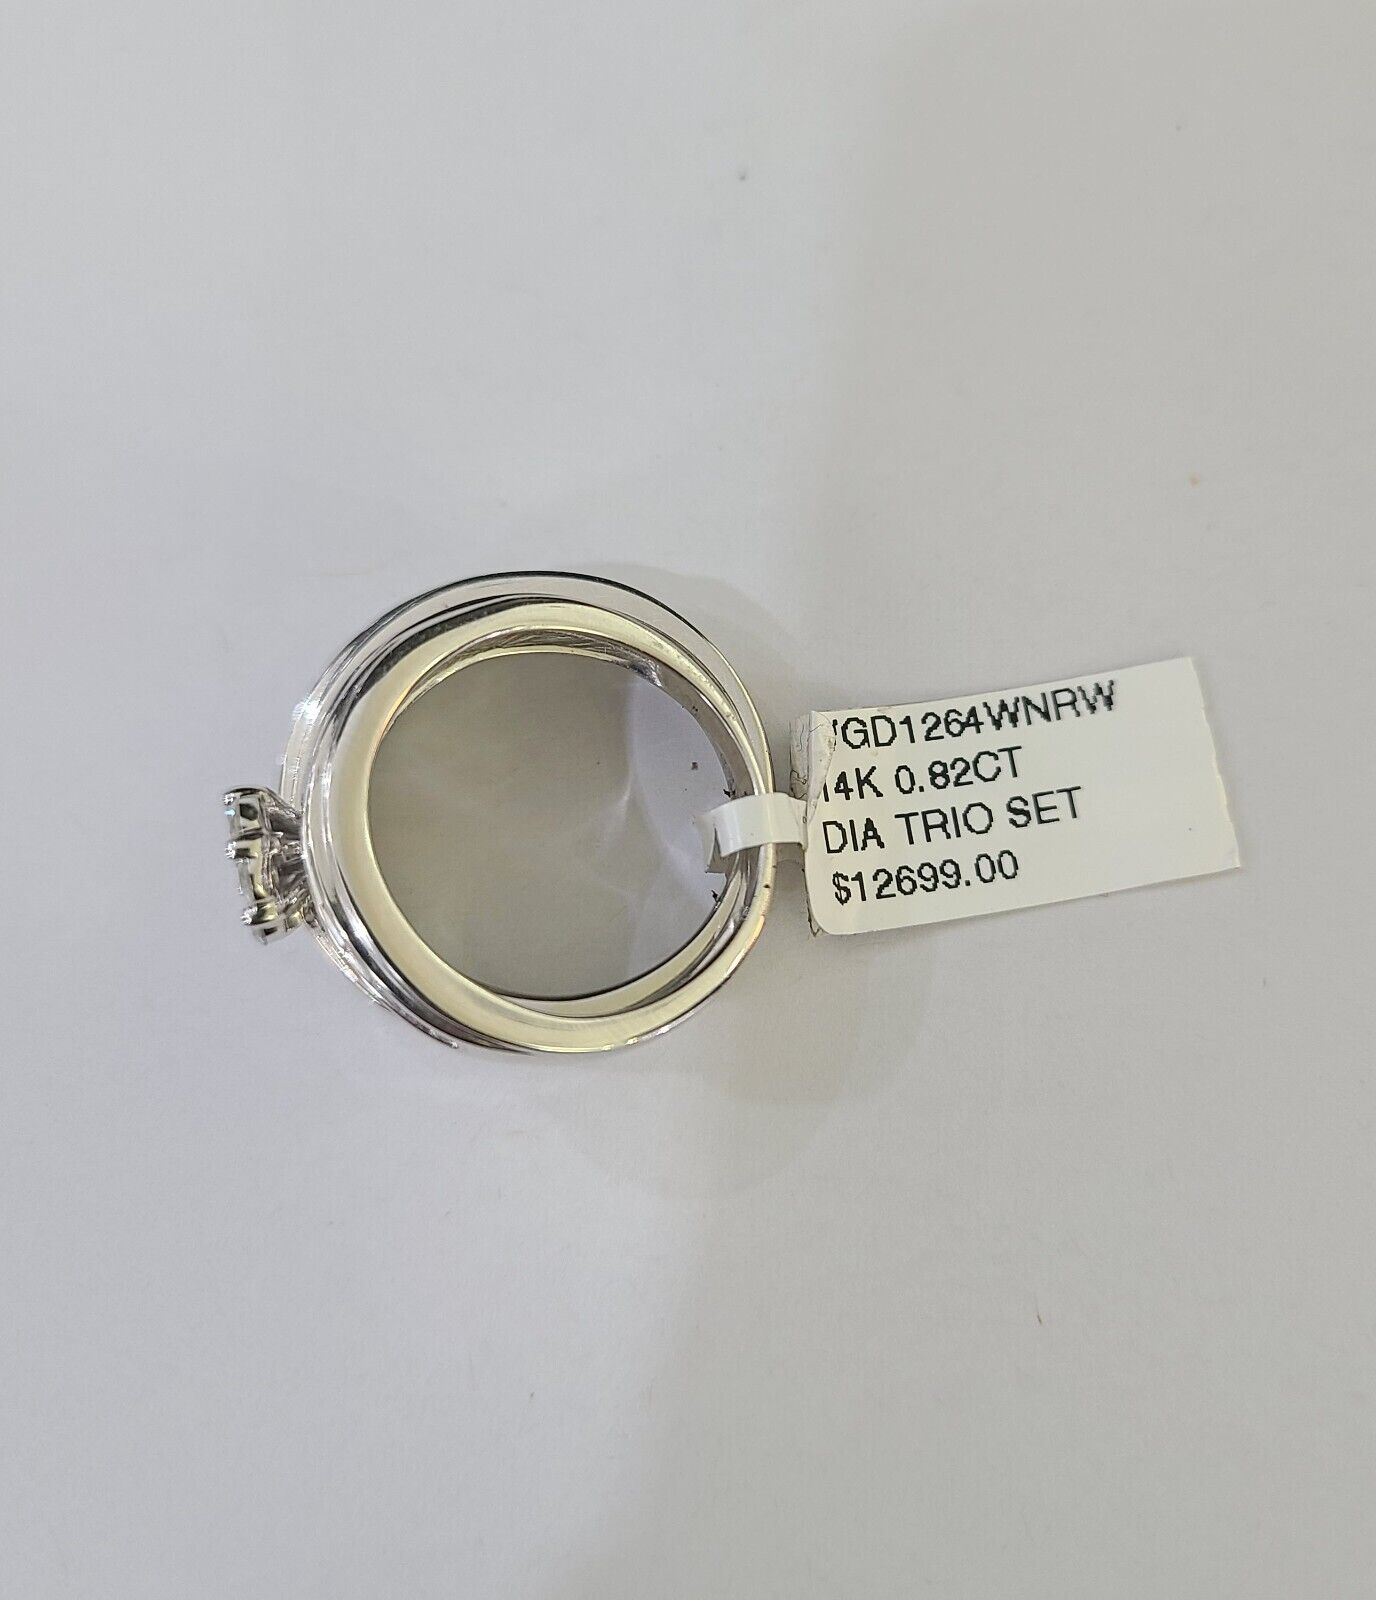 GD1264WNRW
14K 0.82CT
DIA TRIO SET
$12699.00